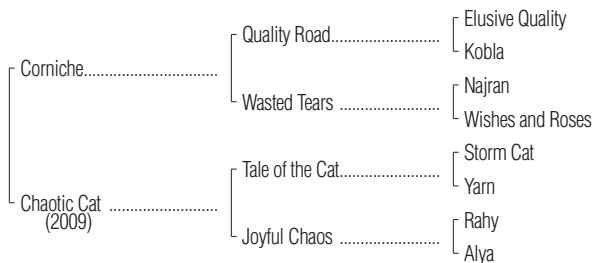 Elusive Quality
Quality Road
Kobla
Corniche
Najran
Wasted Tears
Wishes and Roses
Storm Cat
Tale of the Cat
Yarn
Chaotic Cat
(2009)
Rahy
Joyful Chaos
Alya